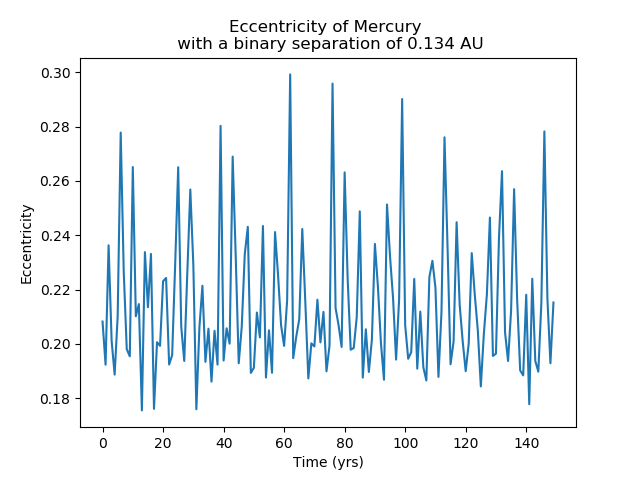 Eccentricity of Mercury
with a binary separation of 0.134 AU
0.30
0.28
0.26
0.24
0.22
0.20
0.18
Eccentricity
0 20 40 60 80 100 120 140
Time (yrs)